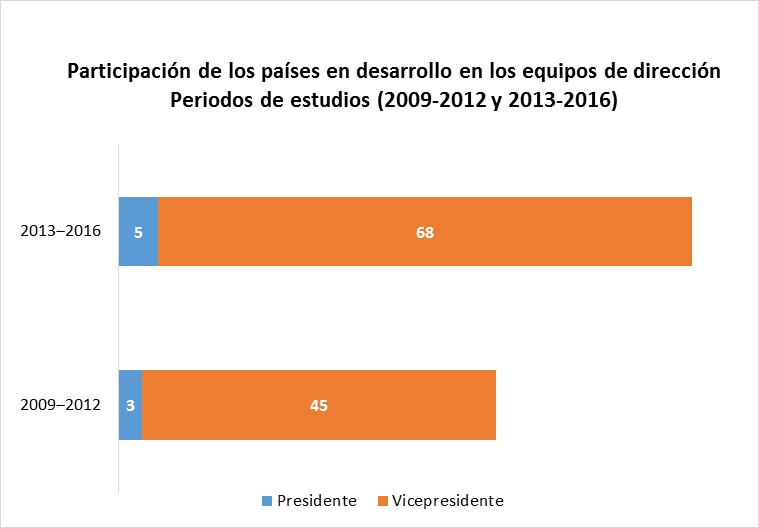 Participación de los países en desarrollo en los equipos de dirección
Periodos de estudios (2009-2012 y 2013-2016)
2013–2016
5
68
2009–2012
3
45
Presidente
Vicepresidente